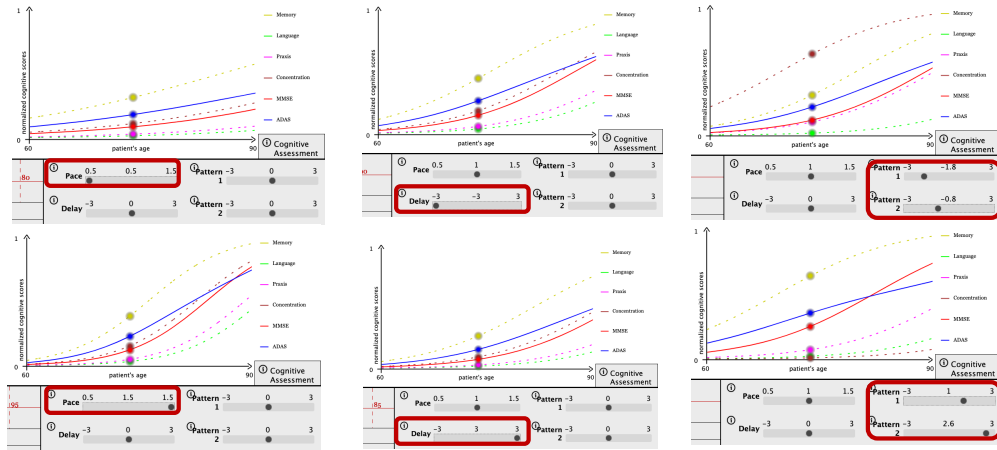 1
normalized cognitive scores
0
60
patient's age
90
Memory
Language
Praxis
Concentration
MMSE
ADAS
Cognitive
Assessment
80
Pace
0.5 0.5 1.5
Delay
-3 0 3
Pattern
1
-3 0 3
Pattern
2
-3 0 3
1
normalized cognitive scores
0
60
patient's age
90
Memory
Language
Praxis
Concentration
MMSE
ADAS
Cognitive
Assessment
Pace
0.5 1 1.5
Delay
-3 -3 3
Pattern
1
-3 0 3
Pattern
2
-3 0 3
1
normalized cognitive scores
0
60
patient's age
90
Memory
Language
Praxis
Concentration
MMSE
ADAS
Cognitive
Assessment
Pace
0.5 1 1.5
Delay
-3 0 3
Pattern
1
-3 -1.8 3
Pattern
2
-3 -0.8 3
1
normalized cognitive scores
0
60
patient's age
90
Memory
Language
Praxis
Concentration
MMSE
ADAS
Cognitive
Assessment
95
Pace
0.5 1.5 1.5
Delay
-3 0 3
Pattern
1
-3 0 3
Pattern
2
-3 0 3
1
normalized cognitive scores
0
60
patient's age
90
Memory
Language
Praxis
Concentration
MMSE
ADAS
Cognitive
Assessment
85
Pace
0.5 1 1.5
Delay
-3 3 3
Pattern
1
-3 0 3
Pattern
2
-3 0 3
1
normalized cognitive scores
0
60
patient's age
90
Memory
Language
Praxis
Concentration
MMSE
ADAS
Cognitive
Assessment
Pace
0.5 1 1.5
Delay
-3 0 3
Pattern
1
-3 1 3
Pattern
2
-3 2.6 3